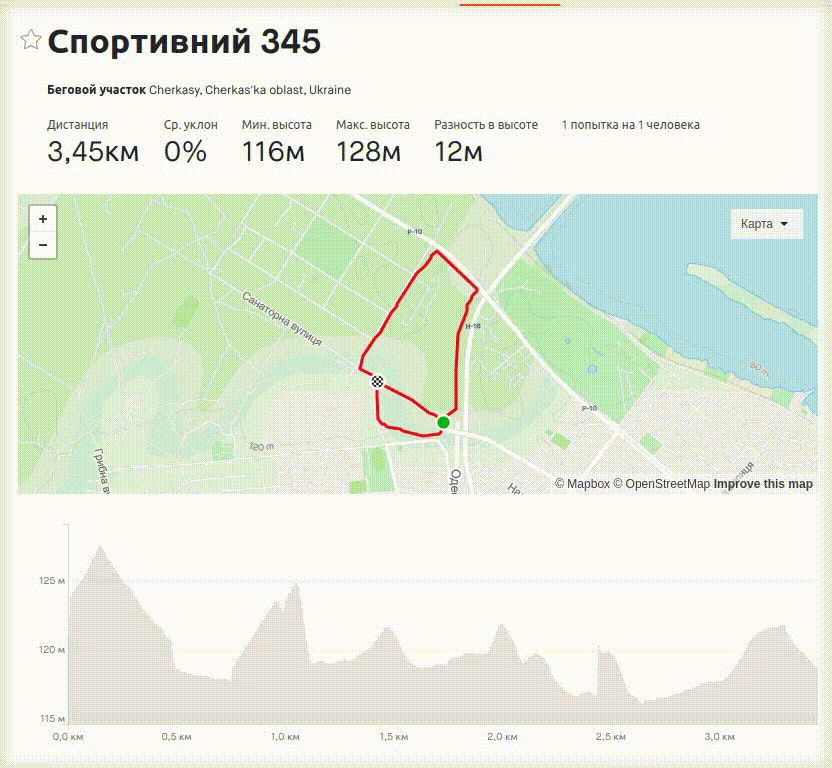 Спортивний 345
Беговой участок Cherkasy, Cherkas'ka oblast, Ukraine
Дистанция Ср. уклон Мин. высота Макс. высота Разность в высоте 1 попытка на 1 человека
3,45км 0% 116м 128м 12м
+
−
Карта
P-10
Санаторна вулиця
H-16
80 m
P-10
120 m
Грибна ву
Оде
На
улиця
© Mapbox © OpenStreetMap Improve this map
125 м
120 м
115 м
0,0 км 0,5 км 1,0 км 1,5 км 2,0 км 2,5 км 3,0 км